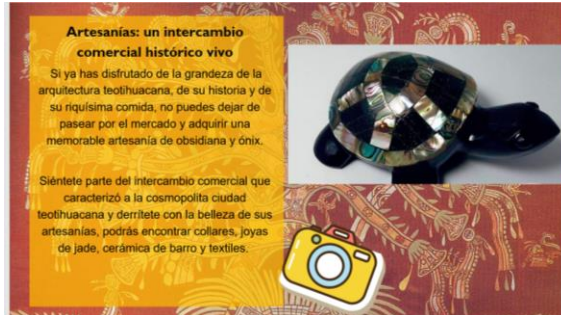 Artesanías: un intercambio
comercial histórico vivo
Si ya has disfrutado de la grandeza de la
arquitectura teotihuacana, de su historia y de
su riquísima comida, no puedes dejar de
pasear por el mercado y adquirir una
memorable artesanía de obsidiana y ónix.
Siéntete parte del intercambio comercial que
caracterizó a la cosmopolita ciudad
teotihuacana y derrítete con la belleza de sus
artesanías, podrás encontrar collares, joyas
de jade, cerámica de barro y textiles.